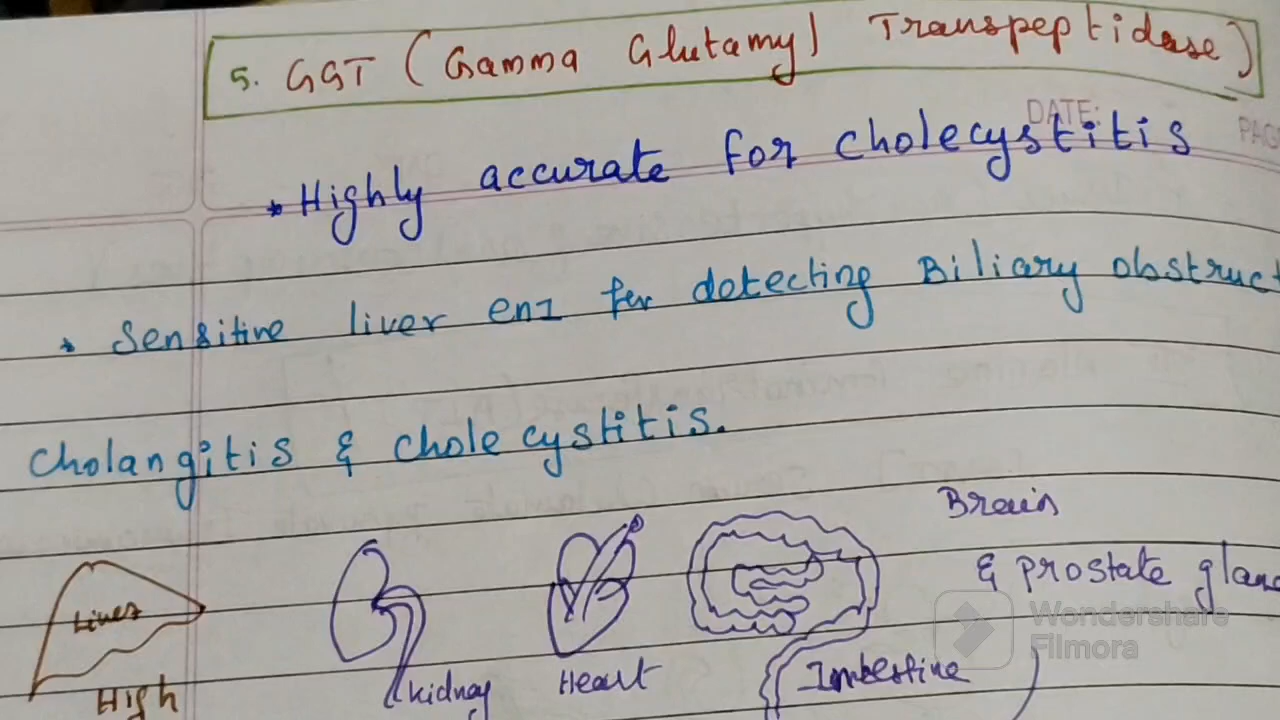 5. GGT (Gamma Glutamyl Transpeptidase)
DATE:
PAG
* Highly accurate for cholecystitis
* Sensitive liver enz for detecting Biliary obstruct
Cholangitis & cholecystitis.
Brain
& prostate gland
Liver
High
kidney
Heart
Intestine
Wondershare
Filmora